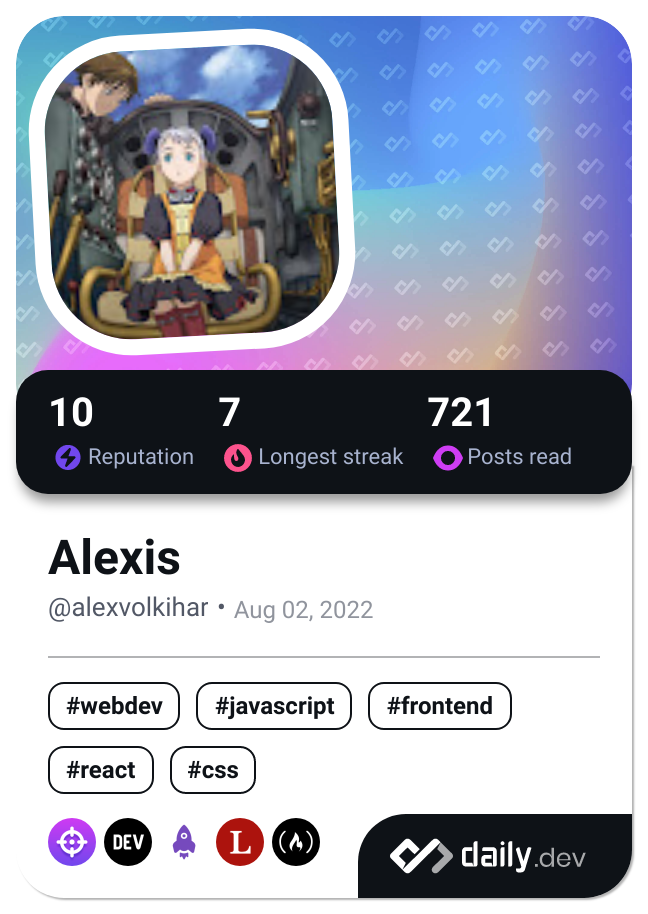 10 7 721
Reputation Longest streak Posts read
Alexis
@alexvolkihar • Aug 02, 2022
#webdev #javascript #frontend
#react #css
DEV L
daily.dev